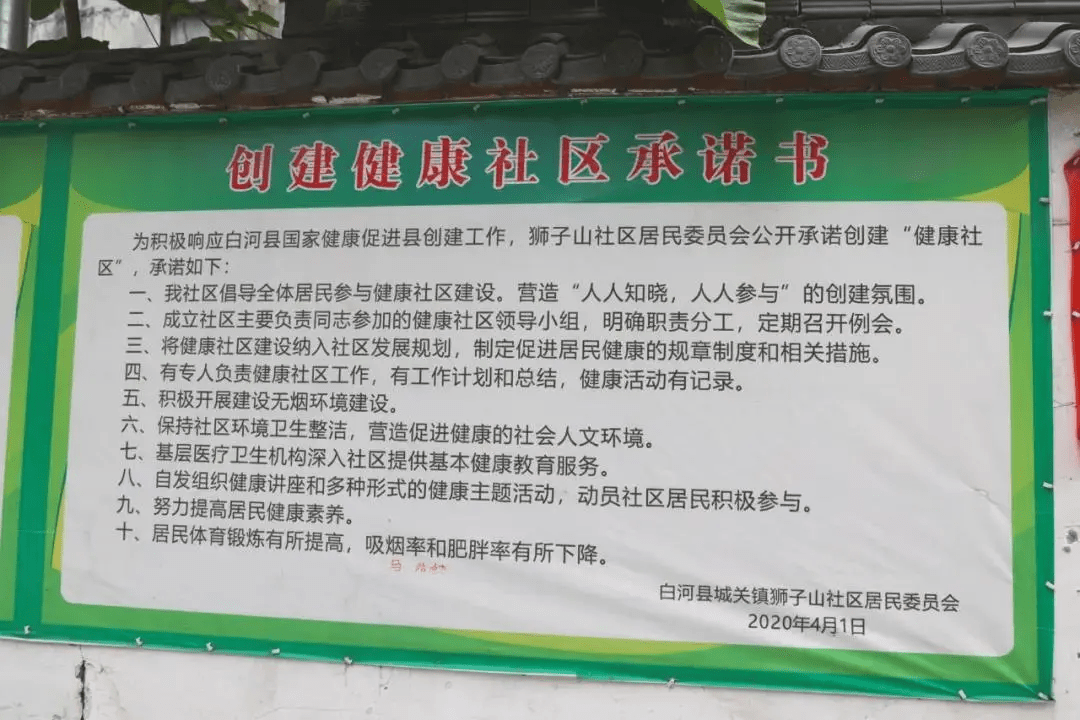 创建健康社区承诺书
为积极响应白河县国家健康促进县创建工作，狮子山社区居民委员会公开承诺创建“健康社
区”，承诺如下：
一、我社区倡导全体居民参与健康社区建设。营造“人人知晓，人人参与”的创建氛围。
二、成立社区主要负责同志参加的健康社区领导小组，明确职责分工，定期召开例会。
三、将健康社区建设纳入社区发展规划，制定促进居民健康的规章制度和相关措施。
四、有专人负责健康社区工作，有工作计划和总结，健康活动有记录。
五、积极开展建设无烟环境建设。
六、保持社区环境卫生整洁，营造促进健康的社会人文环境。
七、基层医疗卫生机构深入社区提供基本健康教育服务。
八、自发组织健康讲座和多种形式的健康主题活动，动员社区居民积极参与。
九、努力提高居民健康素养。
十、居民体育锻炼有所提高，吸烟率和肥胖率有所下降。
马
白河县城关镇狮子山社区居民委员会
2020年4月1日